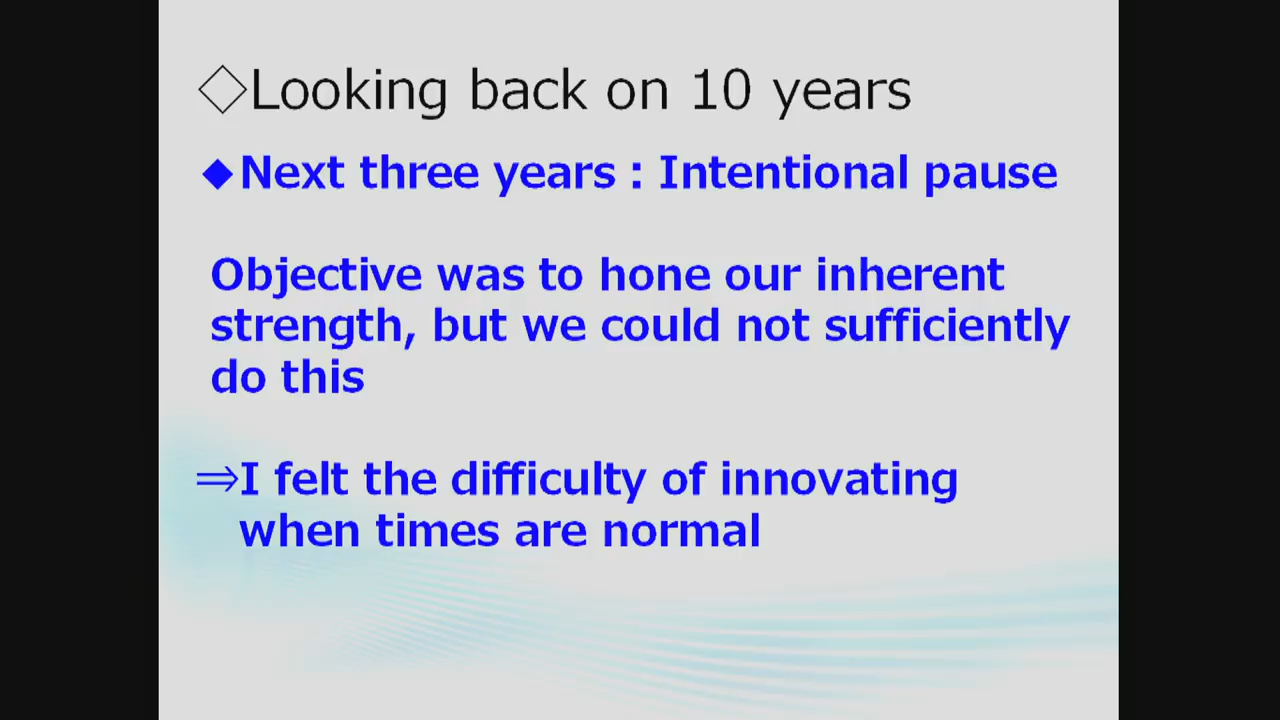 ◇Looking back on 10 years
◆Next three years : Intentional pause
Objective was to hone our inherent
strength, but we could not sufficiently
do this
⇒I felt the difficulty of innovating
when times are normal